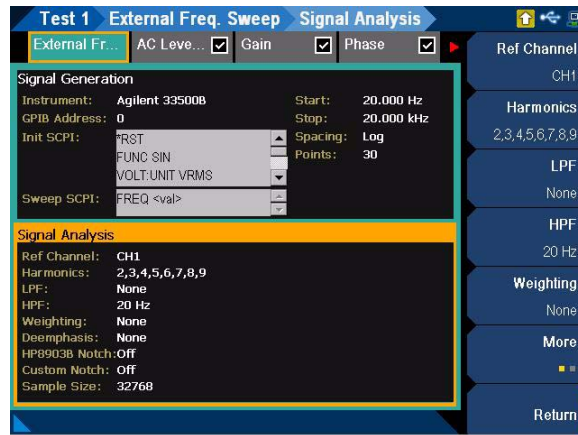 Test 1 External Freq. Sweep Signal Analysis
External Fr... AC Leve... Gain Phase
Signal Generation
Instrument: Agilent 33500B Start: 20.000 Hz
GPIB Address: 0 Stop: 20.000 kHz
Init SCPI: *RST Spacing: Log
FUNC SIN Points: 30
VOLT:UNIT VRMS
Sweep SCPI: FREQ <val>
Signal Analysis
Ref Channel: CH1
Harmonics: 2,3,4,5,6,7,8,9
LPF: None
HPF: 20 Hz
Weighting: None
Deemphasis: None
HP8903B Notch:Off
Custom Notch: Off
Sample Size: 32768
Ref Channel
CH1
Harmonics
2,3,4,5,6,7,8,9
LPF
None
HPF
20 Hz
Weighting
None
More
Return